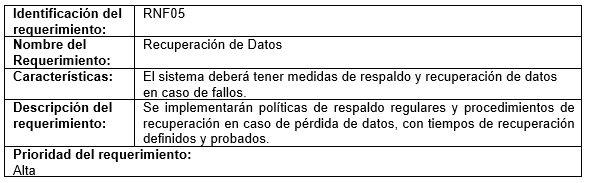 Identificación del RNF05
requerimiento:
Nombre del Recuperación de Datos
Requerimiento:
Características: El sistema deberá tener medidas de respaldo y recuperación de datos
en caso de fallos.
Descripción del Se implementarán políticas de respaldo regulares y procedimientos de
requerimiento: recuperación en caso de pérdida de datos, con tiempos de recuperación
definidos y probados.
Prioridad del requerimiento:
Alta